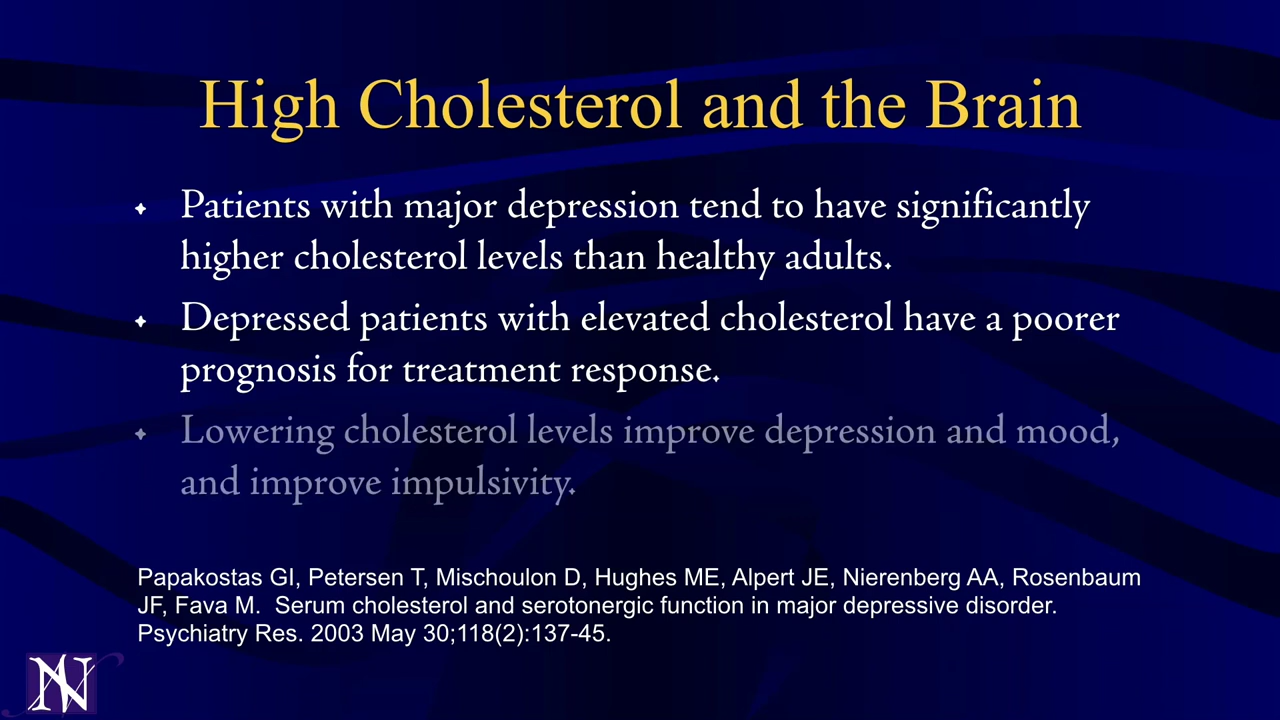 High Cholesterol and the Brain
Patients with major depression tend to have significantly
higher cholesterol levels than healthy adults.
Depressed patients with elevated cholesterol have a poorer
prognosis for treatment response.
Lowering cholesterol levels improve depression and mood,
and improve impulsivity.
Papakostas GI, Petersen T, Mischoulon D, Hughes ME, Alpert JE, Nierenberg AA, Rosenbaum
JF, Fava M.  Serum cholesterol and serotonergic function in major depressive disorder.
Psychiatry Res. 2003 May 30;118(2):137-45.